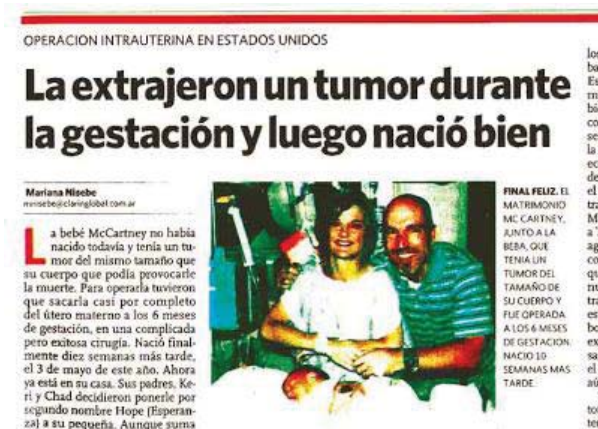 OPERACION INTRAUTERINA EN ESTADOS UNIDOS
La extrajeron un tumor durante
la gestación y luego nació bien
Mariana Nisebe
mnisebe@claringlobal.com.ar
La bebé McCartney no había
nacido todavía y tenía un tu-
mor del mismo tamaño que
su cuerpo que podía provocarle
la muerte. Para operarla tuvieron
que sacarla casi por completo
del útero materno a los 6 meses
de gestación, en una complicada
pero exitosa cirugía. Nació final-
mente diez semanas más tarde,
el 3 de mayo de este año. Ahora
ya está en su casa. Sus padres, Ke-
ri y Chad decidieron ponerle por
segundo nombre Hope (Esperan-
za) a su pequeña. Aunque suma
FINAL FELIZ. EL
MATRIMONIO
MC CARTNEY,
JUNTO A LA
BEBA, QUE
TENIA UN
TUMOR DEL
TAMAÑO DE
SU CUERPO Y
FUE OPERADA
A LOS 6 MESES
DE GESTACION.
NACIO 10
SEMANAS MAS
TARDE.